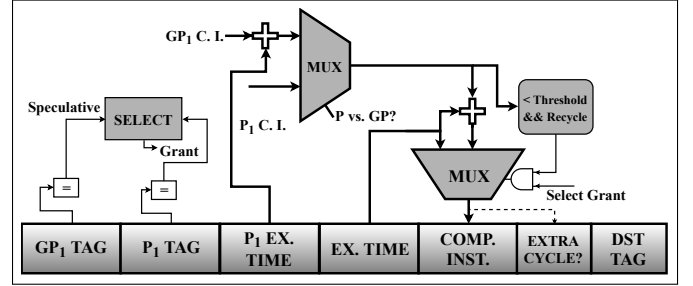 GP1 C. I.
MUX
P1 C. I.
P vs. GP?
Speculative
SELECT
Grant
=
=
< Threshold
&& Recycle
MUX
Select Grant
GP1 TAG
P1 TAG
P1 EX.
TIME
EX. TIME
COMP.
INST.
EXTRA
CYCLE?
DST
TAG